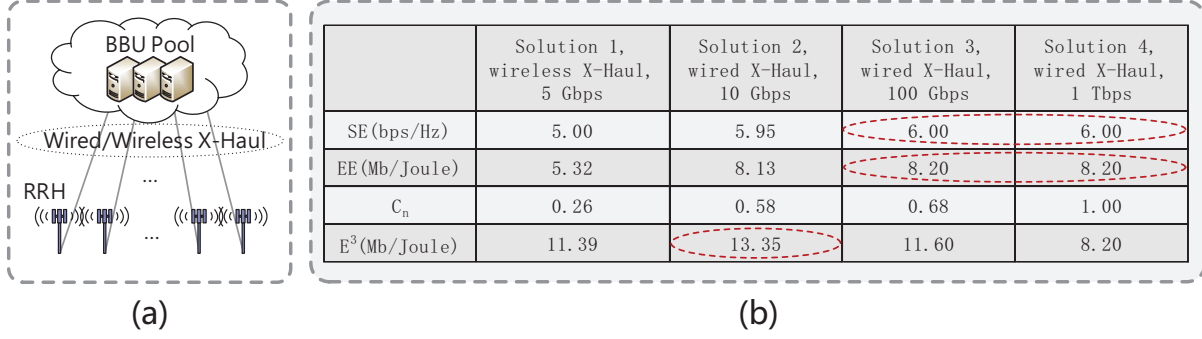 BBU Pool
Wired/Wireless X-Haul
...
RRH
...
(a)
Solution 1, wireless X-Haul, 5 Gbps
Solution 2, wired X-Haul, 10 Gbps
Solution 3, wired X-Haul, 100 Gbps
Solution 4, wired X-Haul, 1 Tbps
SE(bps/Hz) 5.00 5.95 6.00 6.00
EE(Mb/Joule) 5.32 8.13 8.20 8.20
Cn 0.26 0.58 0.68 1.00
E³(Mb/Joule) 11.39 13.35 11.60 8.20
(b)